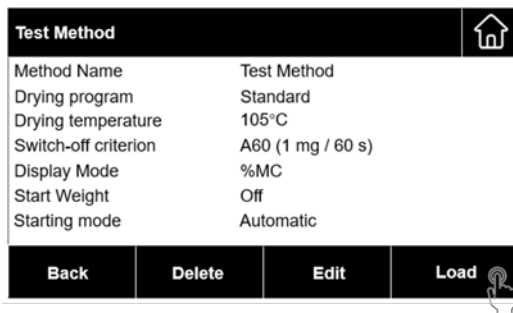 Test Method
Method Name Test Method
Drying program Standard
Drying temperature 105°C
Switch-off criterion A60 (1 mg / 60 s)
Display Mode %MC
Start Weight Off
Starting mode Automatic
Back Delete Edit Load